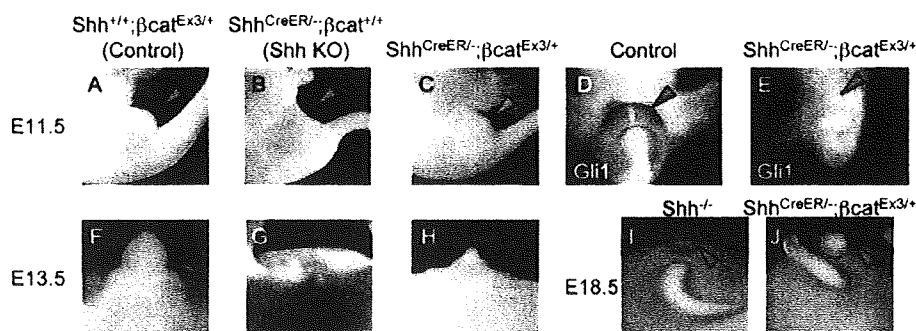 Shh+/+;βcatEx3/+ ShhCreER/-;βcat+/+
(Control) (Shh KO) ShhCreER/-;βcatEx3/+ Control ShhCreER/-;βcatEx3/+
A B C D E
E11.5
Gli1 Gli1
Shh-/- ShhCreER/-;βcatEx3/+
F G H I J
E13.5 E18.5